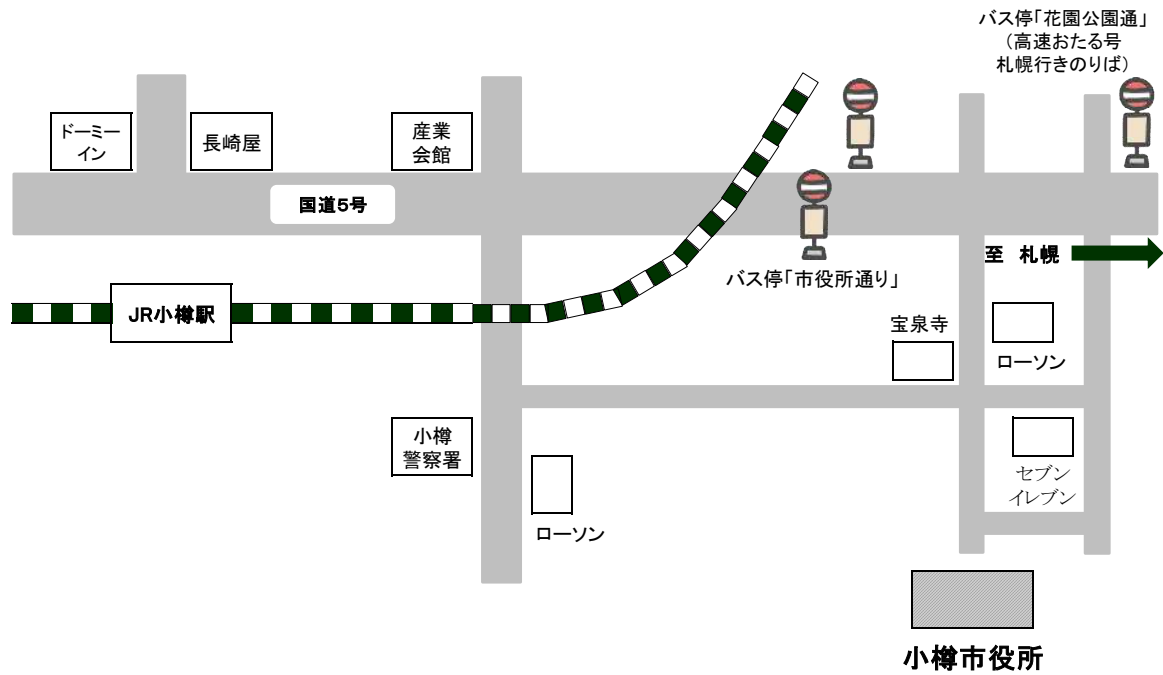 バス停「花園公園通」
（高速おたる号
札幌行きのりば）
ドーミー
イン
長崎屋
産業
会館
国道5号
至　札幌
バス停「市役所通り」
JR小樽駅
宝泉寺
ローソン
小樽
警察署
セブン
イレブン
ローソン
小樽市役所